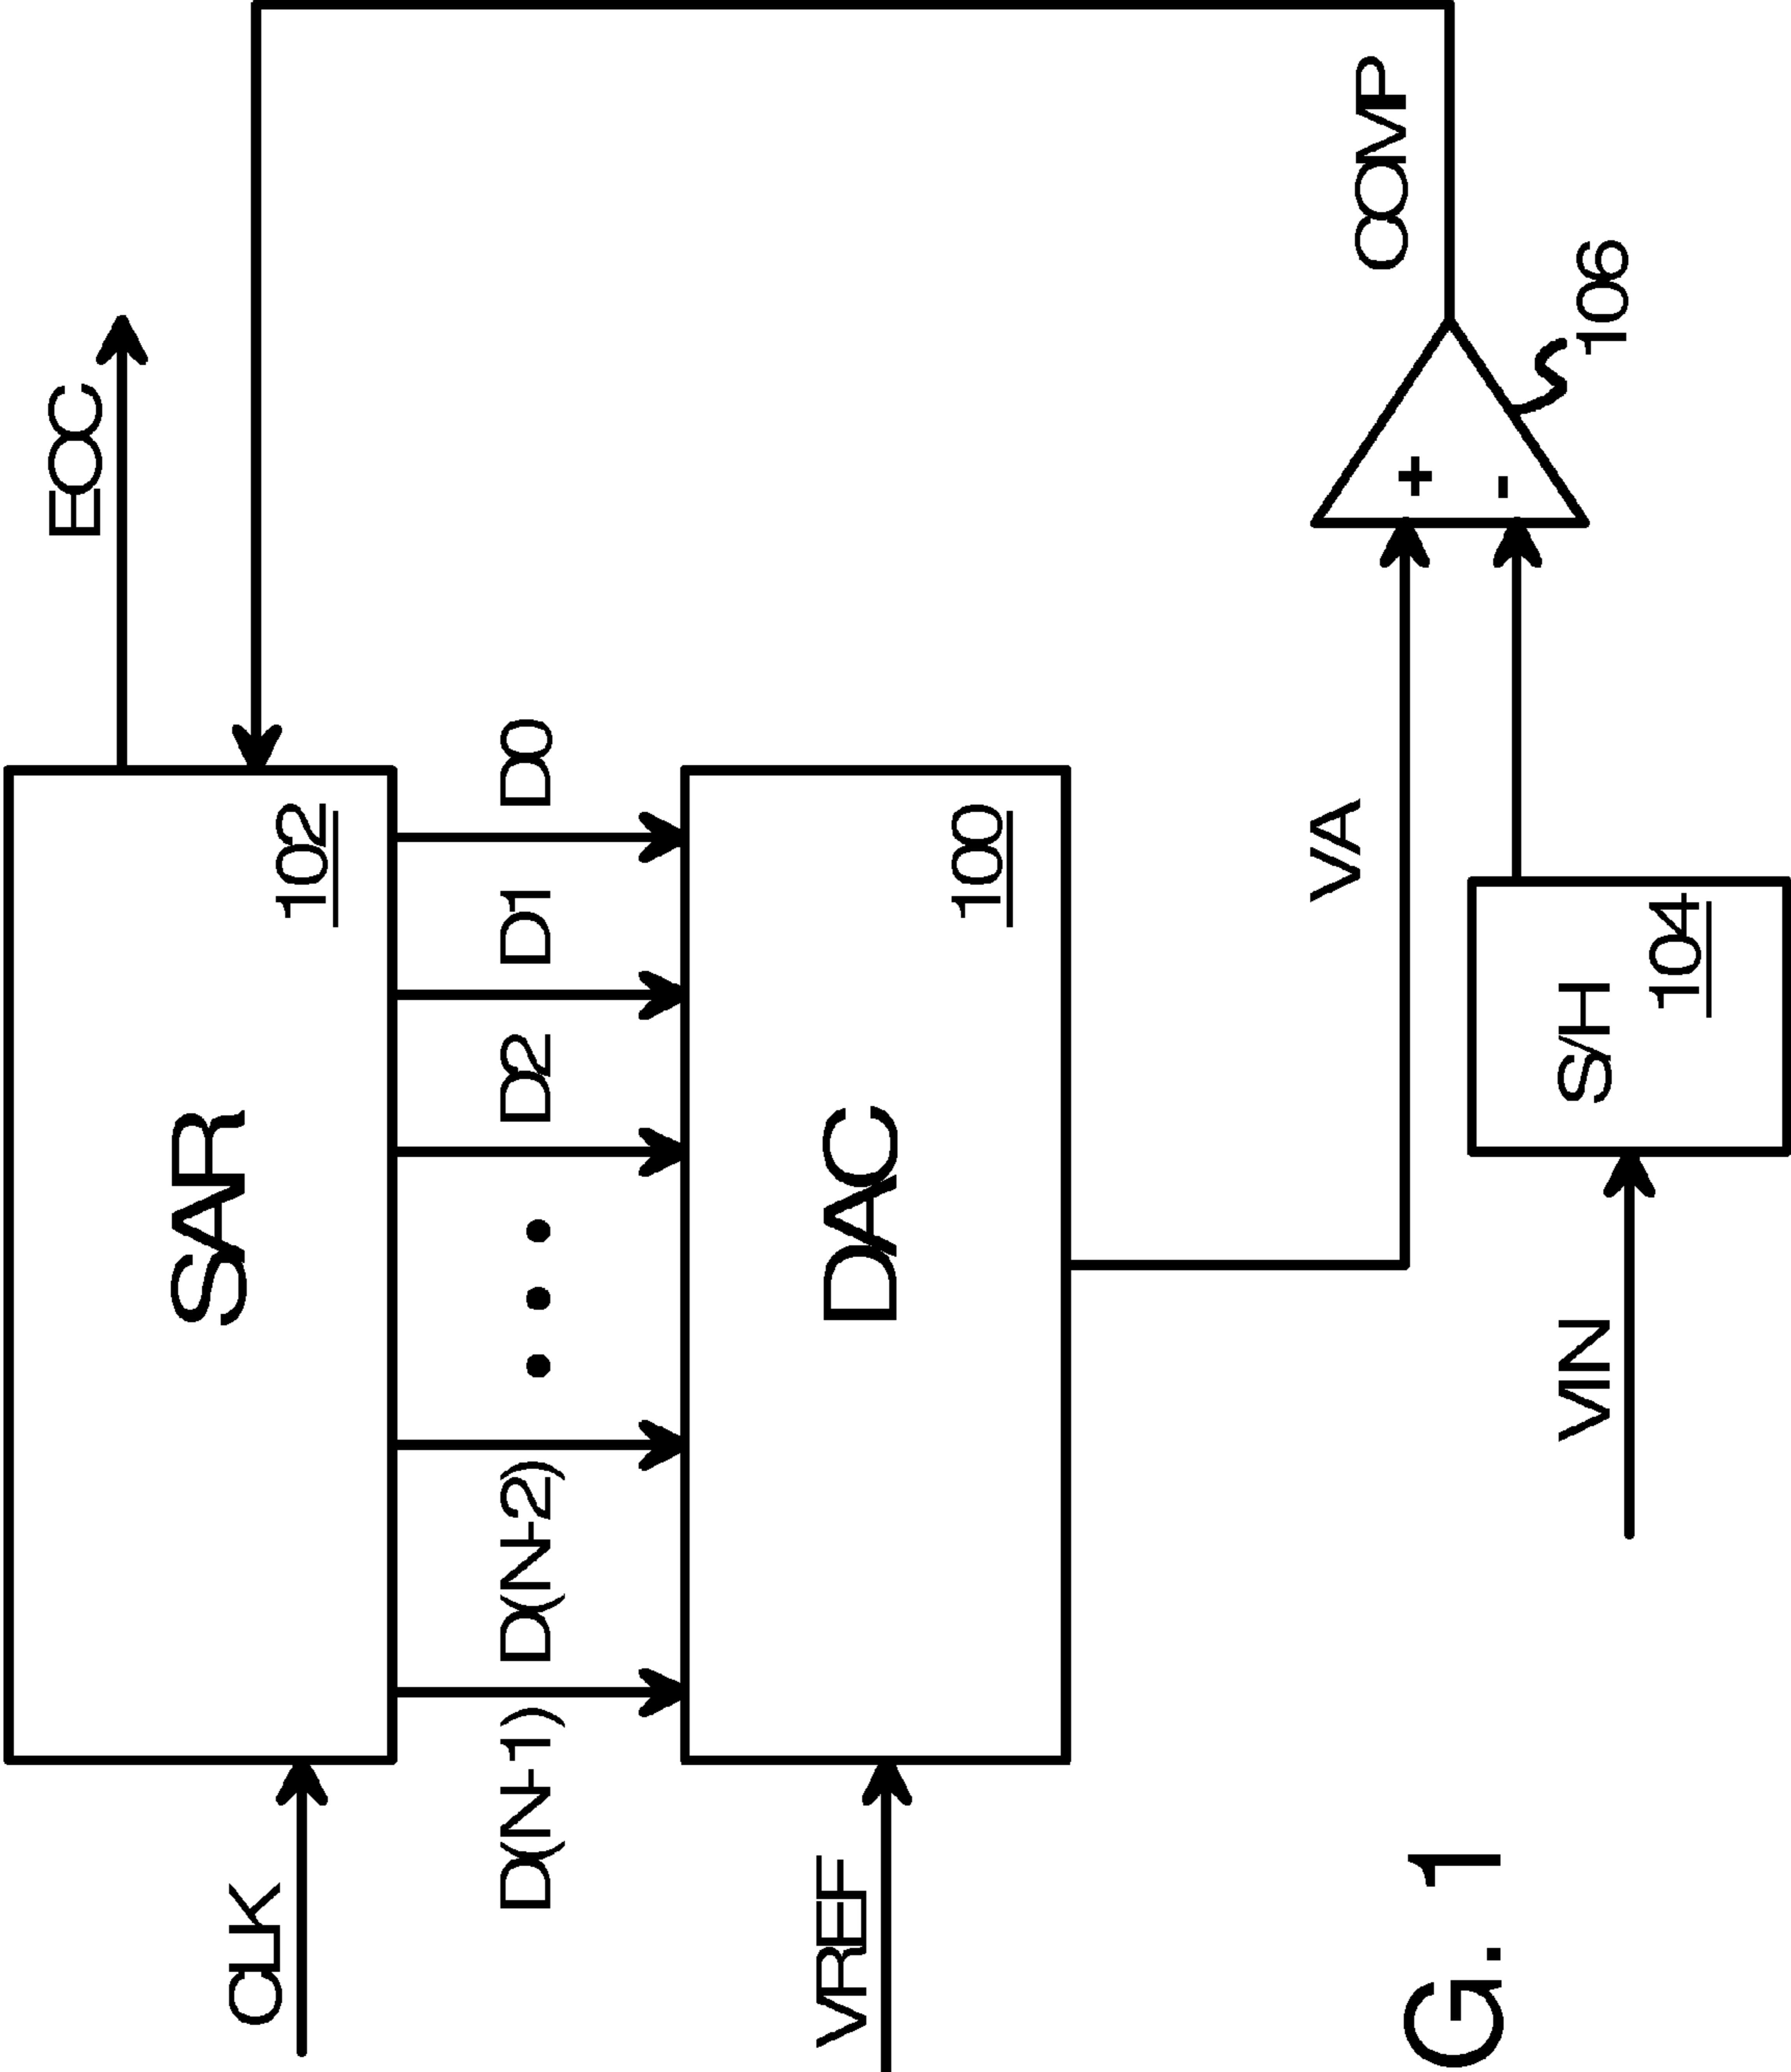 EOC
CLK
SAR
102
COMP
D(N-1)
D(N-2)
D2
D1
D0
VREF
DAC
100
VA
+
-
106
VIN
S/H
104
G. 1